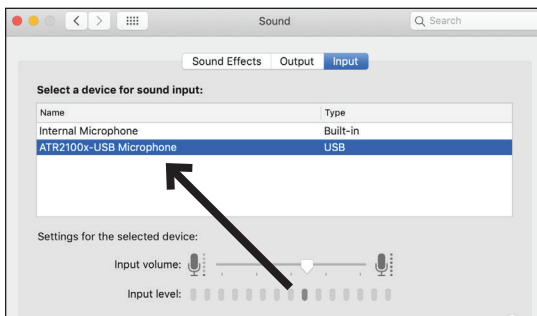 Sound
Search
Sound Effects Output Input
Select a device for sound input:
Name Type
Internal Microphone Built-in
ATR2100x-USB Microphone USB
Settings for the selected device:
Input volume:
Input level: